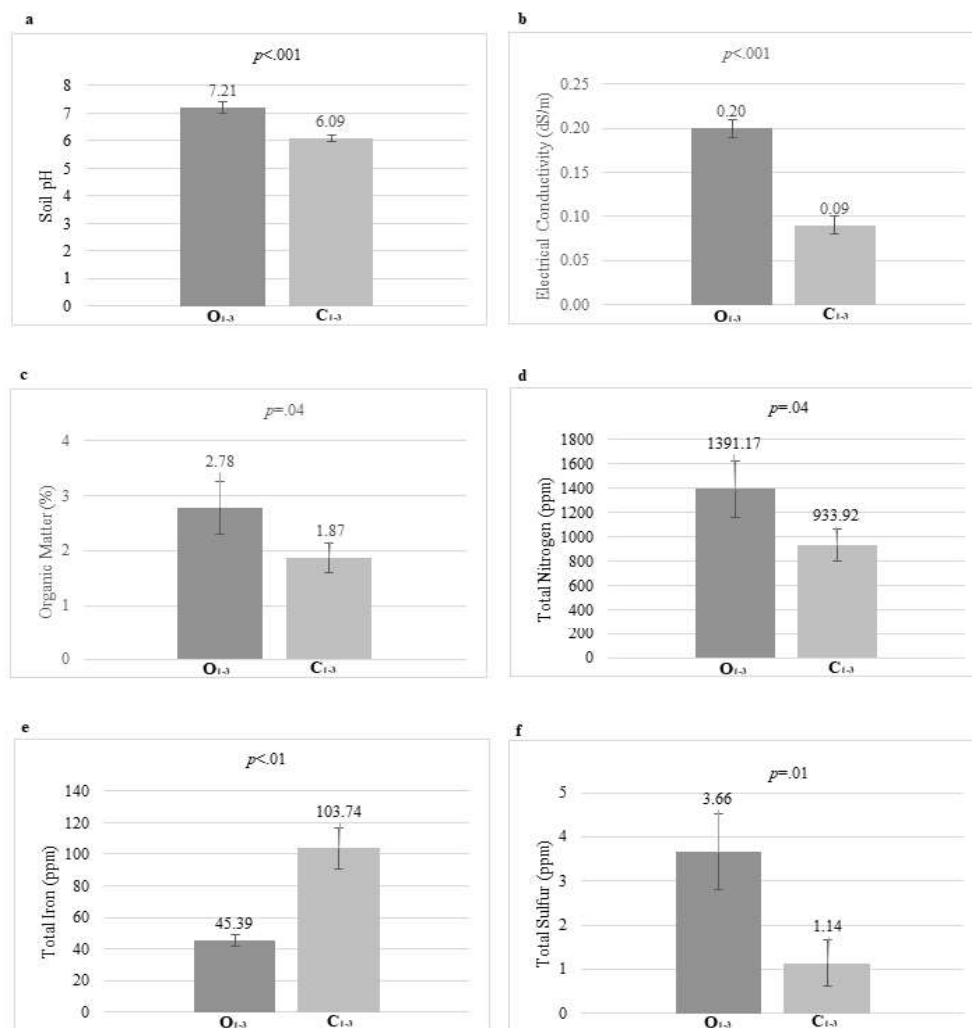 a
p<.001
Soil pH
8
7
6
5
4
3
2
1
0
7.21
6.09
O1-3
C1-3
b
p<.001
Electrical Conductivity (dS/m)
0.25
0.20
0.15
0.10
0.05
0.00
0.20
0.09
O1-3
C1-3
c
p=.04
Organic Matter (%)
4
3
2
1
0
2.78
1.87
O1-3
C1-3
d
p=.04
Total Nitrogen (ppm)
1800
1600
1400
1200
1000
800
600
400
200
0
1391.17
933.92
O1-3
C1-3
e
p<.01
Total Iron (ppm)
140
120
100
80
60
40
20
0
45.39
103.74
O1-3
C1-3
f
p=.01
Total Sulfur (ppm)
5
4
3
2
1
0
3.66
1.14
O1-3
C1-3